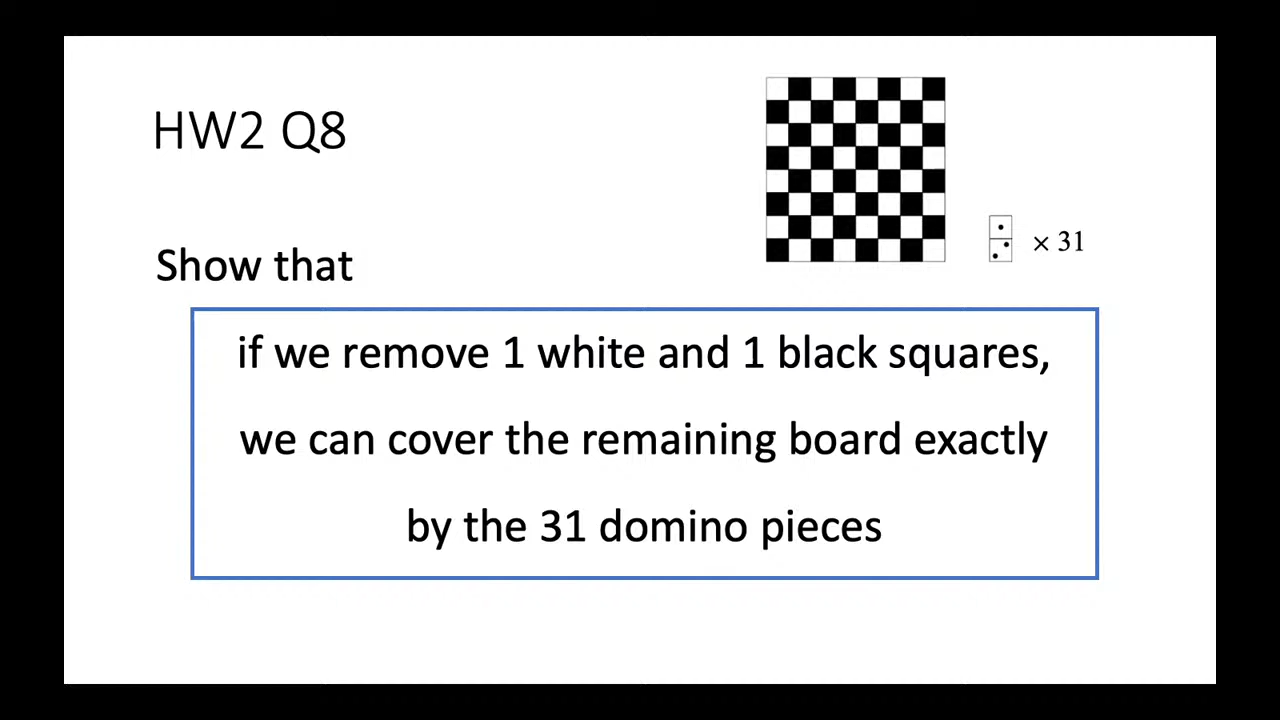 HW2 Q8
× 31
Show that
if we remove 1 white and 1 black squares,
we can cover the remaining board exactly
by the 31 domino pieces